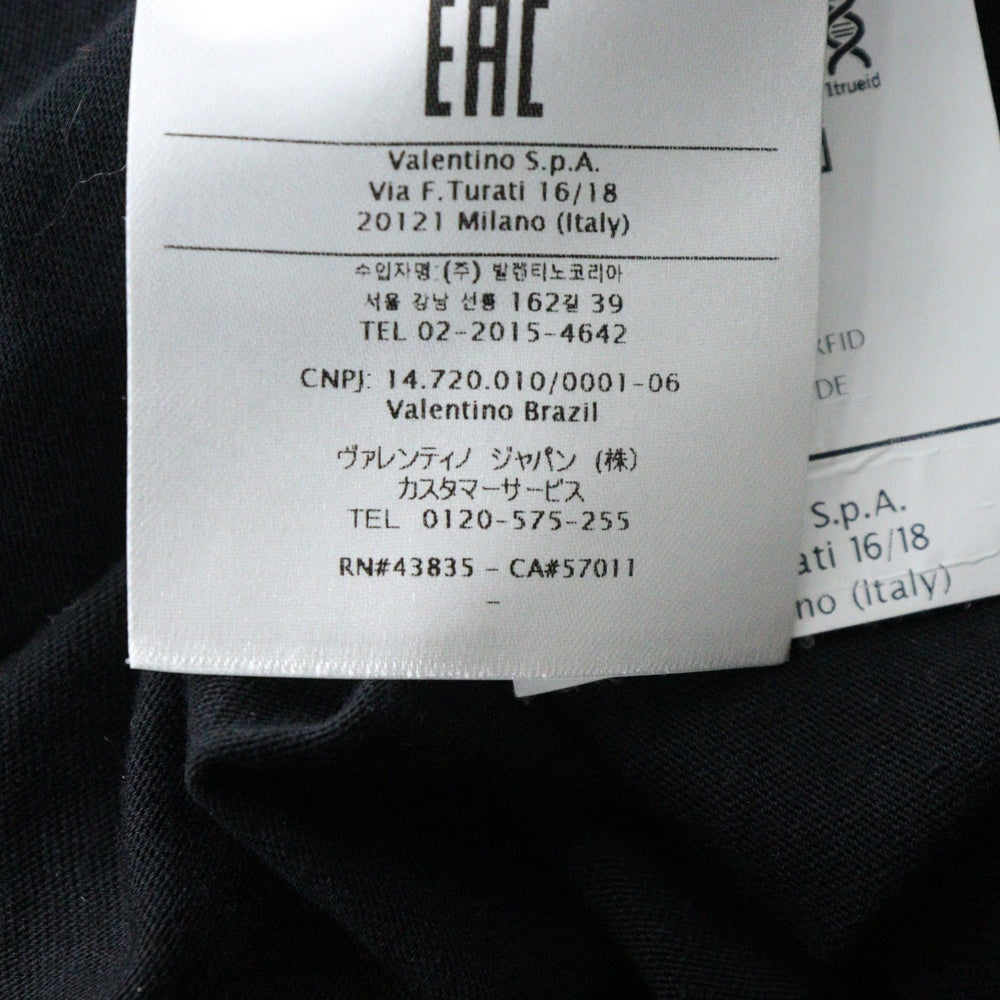 EAC
Valentino S.p.A.
Via F.Turati 16/18
20121 Milano (Italy)
수입자명:(주) 발렌티노코리아
서울 강남 선릉 162길 39
TEL 02-2015-4642
CNPJ: 14.720.010/0001-06
Valentino Brazil
ヴァレンティノ ジャパン (株)
カスタマーサービス
TEL 0120-575-255
RN#43835 - CA#57011
-
trueid
RFID
DE
S.p.A.
ati 16/18
no (Italy)